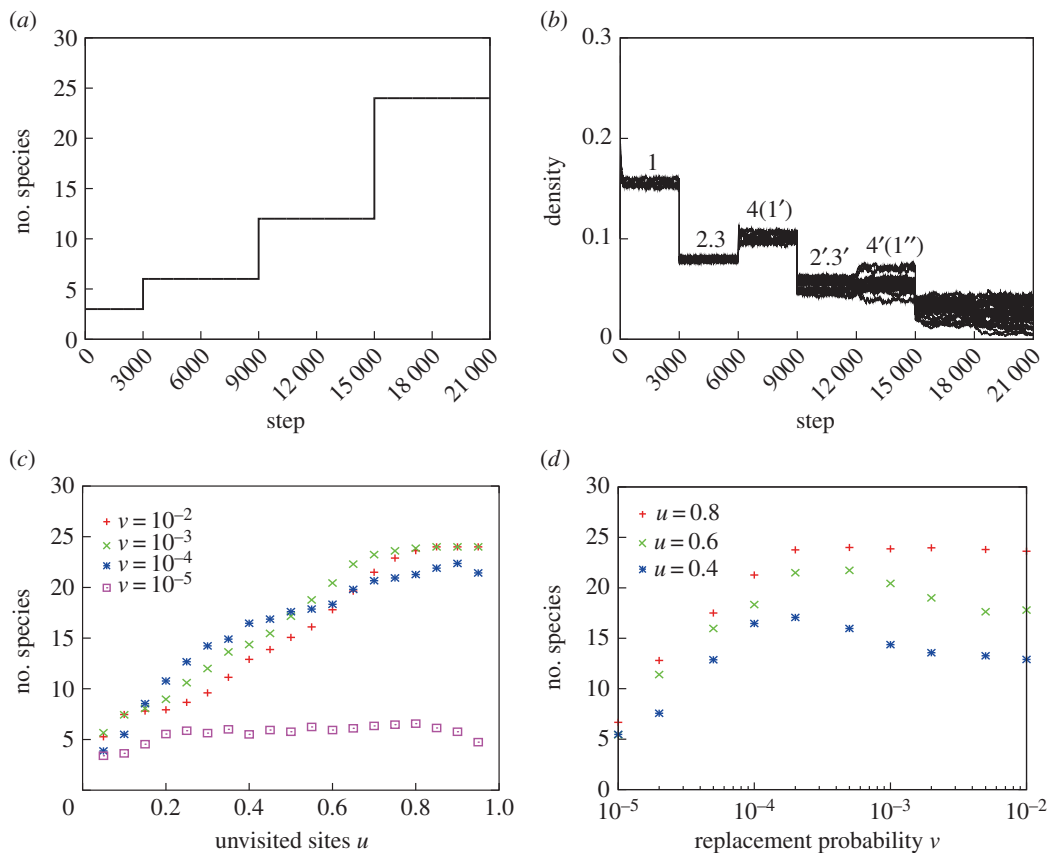 (a)
30
25
20
15
10
5
0
no. species
0 3000 6000 9000 12 000 15 000 18 000 21 000
step
(b)
0.3
0.2
0.1
0
density
1
2.3
4(1′)
2′.3′
4′(1″)
0 3000 6000 9000 12 000 15 000 18 000 21 000
step
(c)
30
25
20
15
10
5
no. species
v = 10⁻²
v = 10⁻³
v = 10⁻⁴
v = 10⁻⁵
0 0.2 0.4 0.6 0.8 1.0
unvisited sites u
(d)
30
25
20
15
10
5
0
no. species
u = 0.8
u = 0.6
u = 0.4
10⁻⁵ 10⁻⁴ 10⁻³ 10⁻²
replacement probability v